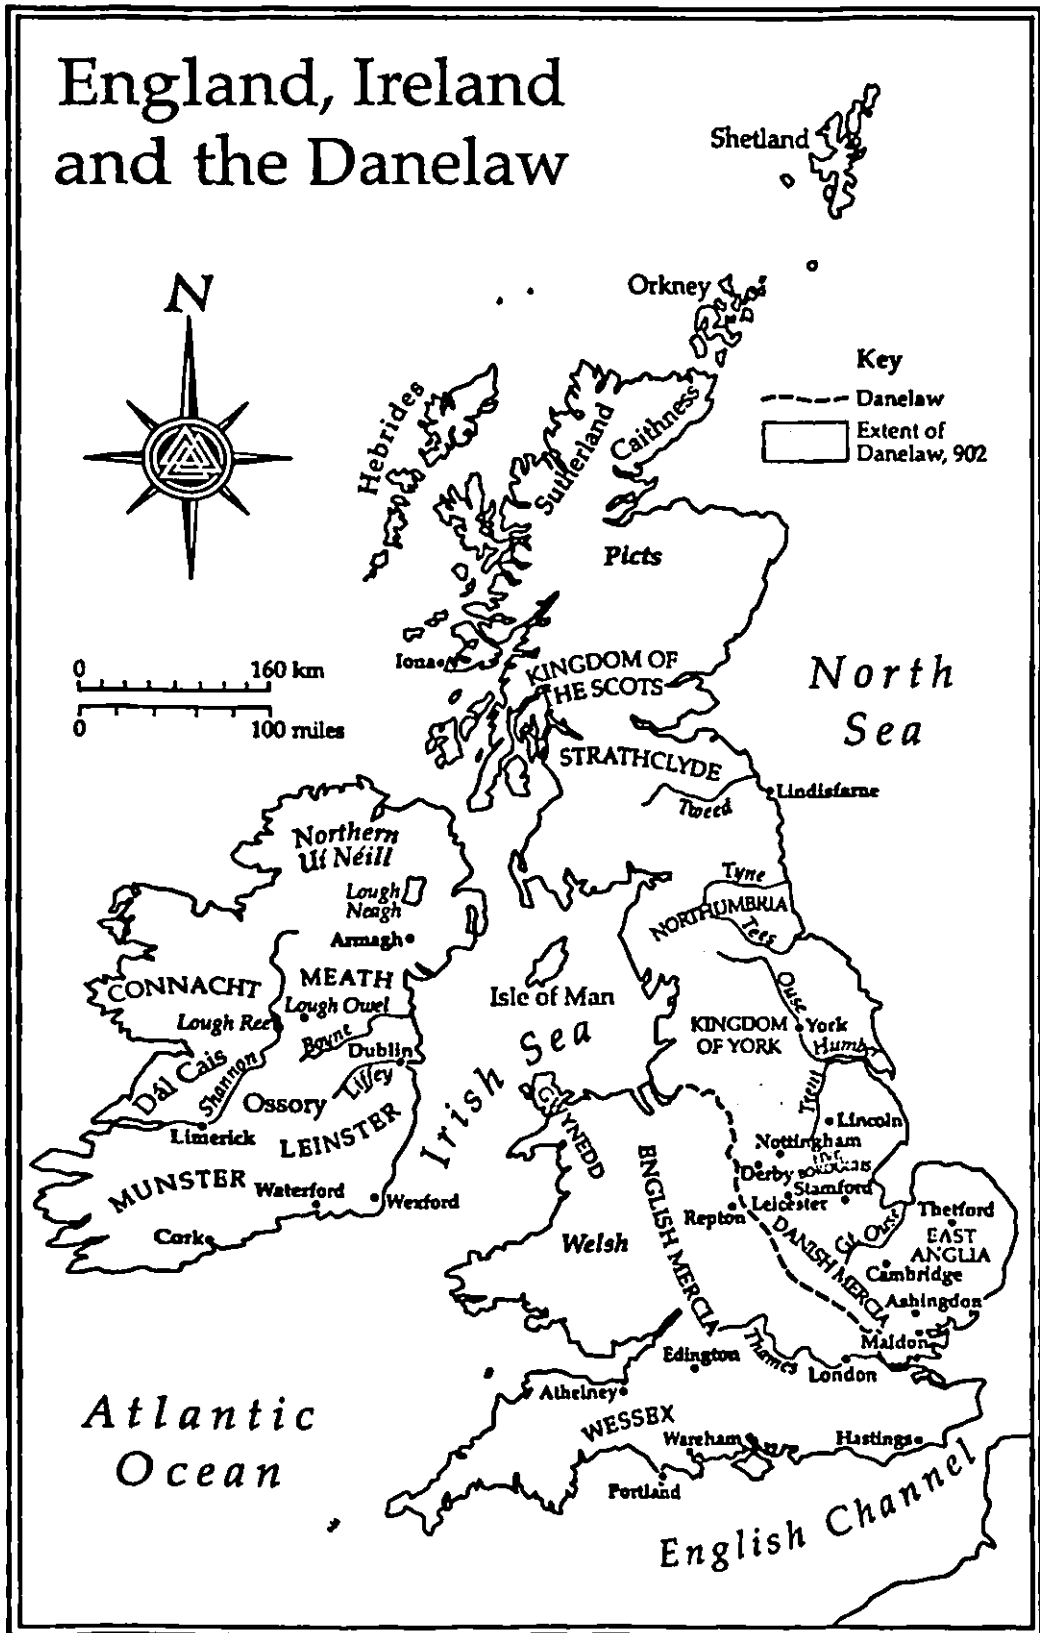 England, Ireland
and the Danelaw
Shetland
N
Orkney
Key
Danelaw
Extent of
Danelaw, 902
Hebrides
Sutherland
Caithness
Picts
Iona
0 160 km
0 100 miles
KINGDOM OF
THE SCOTS
North
Sea
STRATHCLYDE
Tweed
Lindisfarne
Northern
Uí Néill
Lough
Neagh
Armagh
Tyne
NORTHUMBRIA
Tees
CONNACHT
MEATH
Lough Owel
Lough Ree
Boyne
Dublin
Liffey
Dál Cais
Shannon
Ossory
Limerick
LEINSTER
MUNSTER
Waterford
Wexford
Cork
Isle of Man
Irish Sea
Ouse
KINGDOM
OF YORK
York
Humber
Trent
Lincoln
GWYNEDD
ENGLISH MERCIA
Nottingham
Derby
BOROUGHS
Stamford
Leicester
Repton
DANISH MERCIA
Gt Ouse
Thetford
EAST
ANGLIA
Cambridge
Ashingdon
Maldon
Welsh
Edington
Thames
London
Athelney
WESSEX
Wareham
Hastings
Portland
Atlantic
Ocean
English Channel